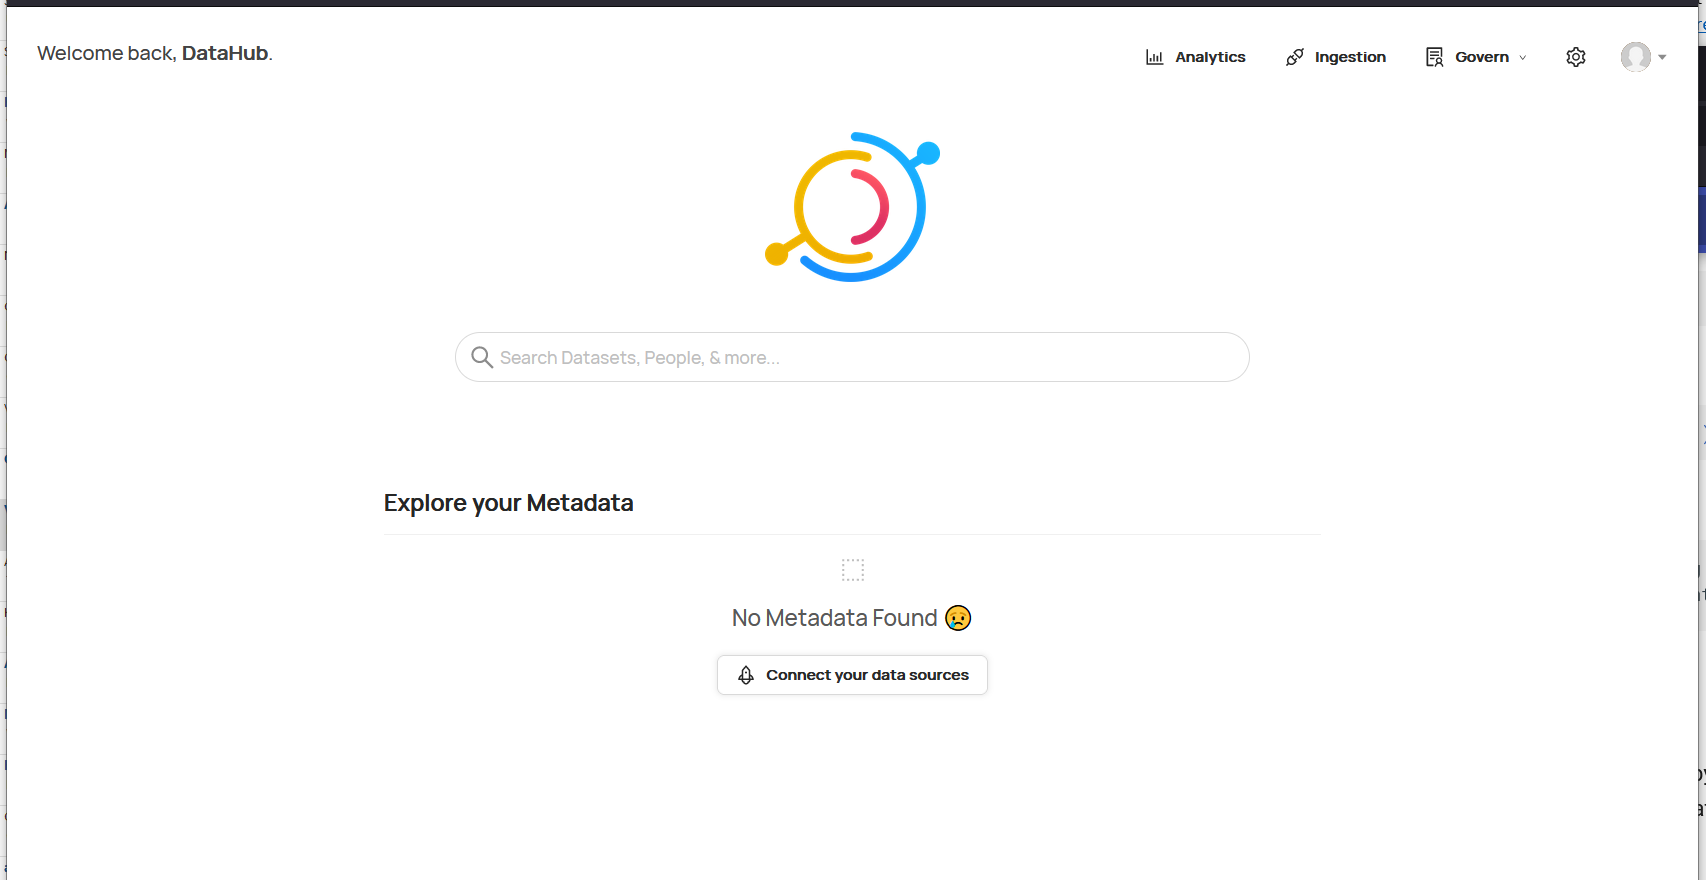 Welcome back, DataHub.
Analytics
Ingestion
Govern
Search Datasets, People, & more...
Explore your Metadata
No Metadata Found 😢
Connect your data sources